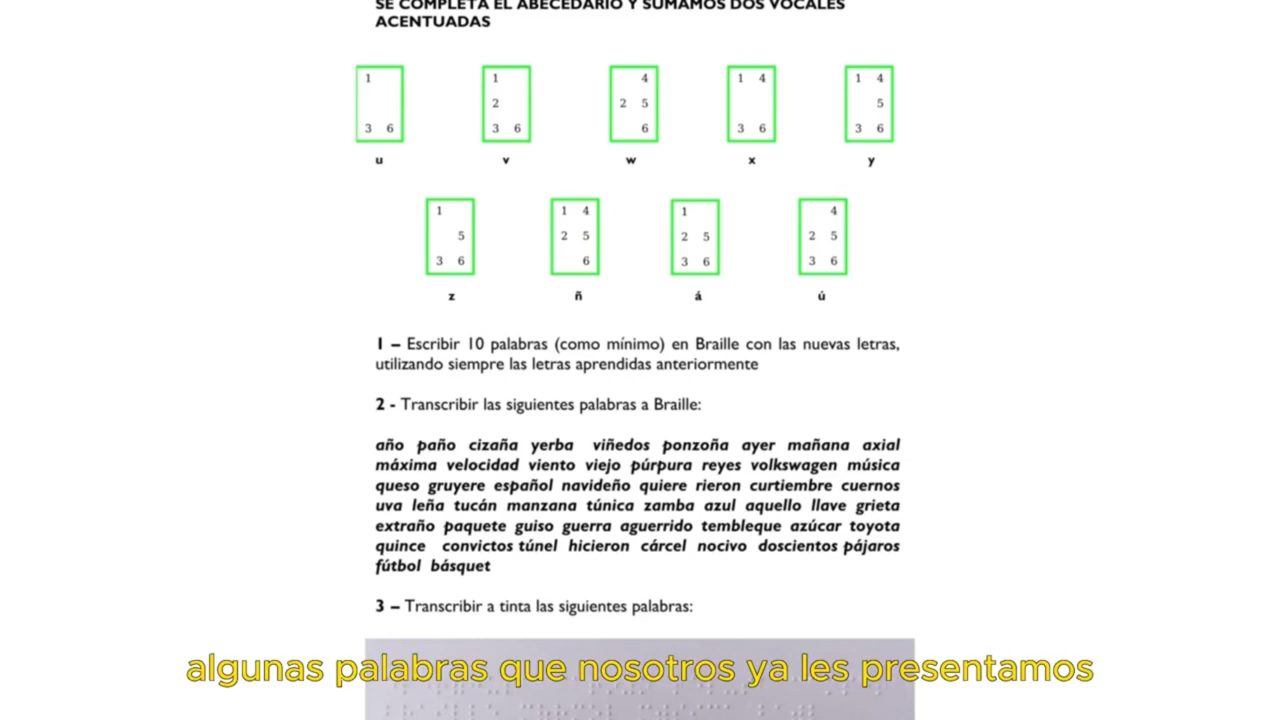 SE COMPLETA EL ABECEDARIO Y SUMAMOS DOS VOCALES
ACENTUADAS
1 1 4 1 4 1 4
2 2 5 5
3 6 3 6 6 3 6 3 6
u v w x y
1 1 4 1 4
5 2 5 2 5 2 5
3 6 6 3 6 3 6
z ñ á ú
1 – Escribir 10 palabras (como mínimo) en Braille con las nuevas letras,
utilizando siempre las letras aprendidas anteriormente
2 - Transcribir las siguientes palabras a Braille:
año paño cizaña yerba viñedos ponzoña ayer mañana axial
máxima velocidad viento viejo púrpura reyes volkswagen música
queso gruyere español navideño quiere rieron curtiembre cuernos
uva leña tucán manzana túnica zamba azul aquello llave grieta
extraño paquete guiso guerra aguerrido tembleque azúcar toyota
quince convictos túnel hicieron cárcel nocivo doscientos pájaros
fútbol básquet
3 – Transcribir a tinta las siguientes palabras:
algunas palabras que nosotros ya les presentamos